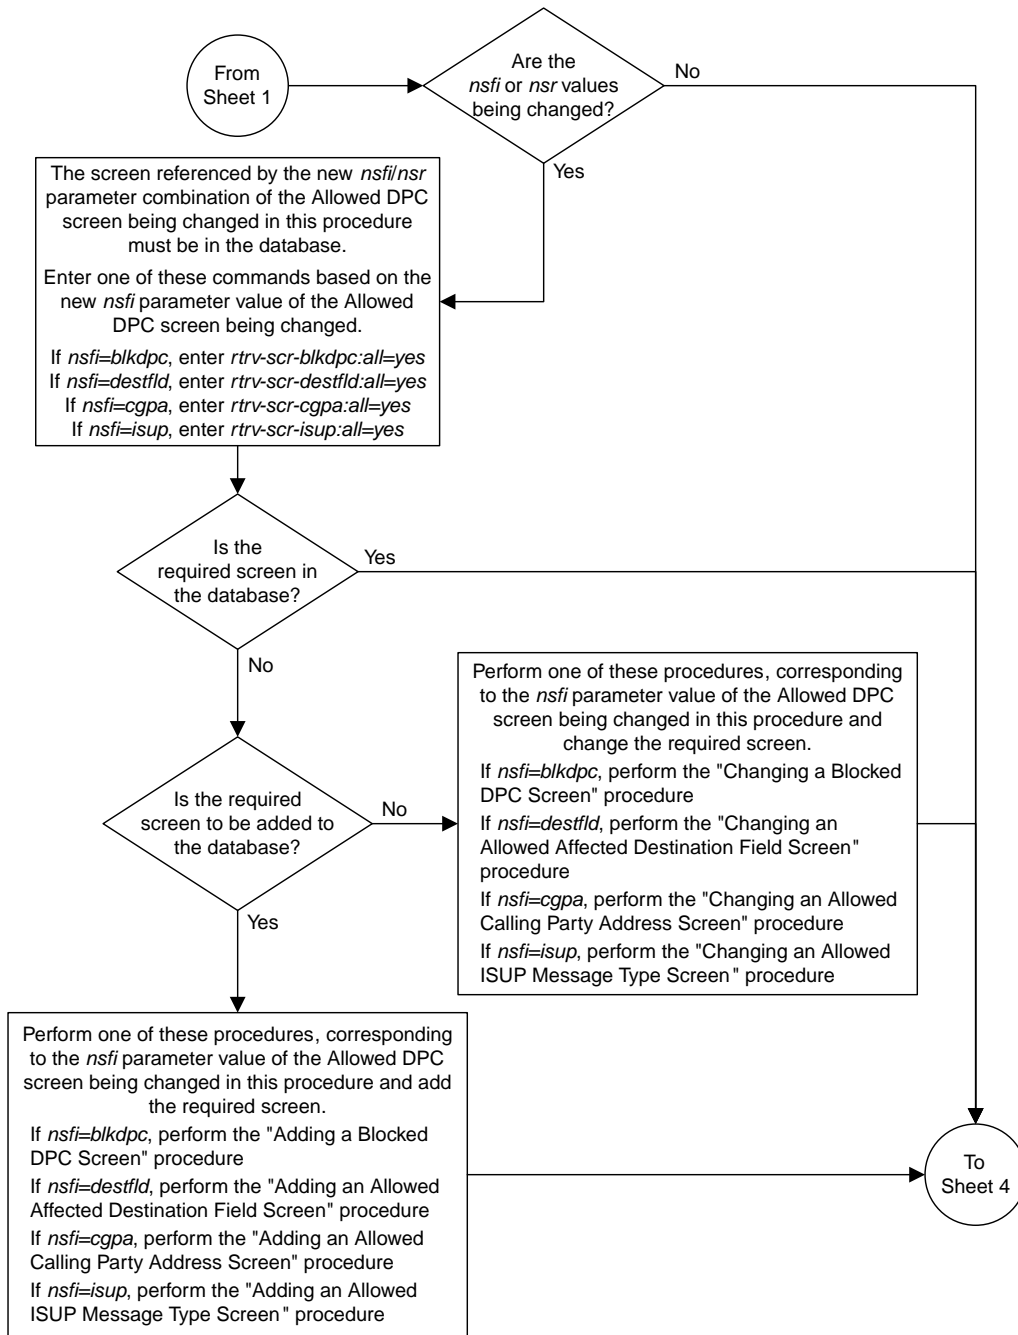 From
Sheet 1
Are the
nsfi or nsr values
being changed?
No
Yes
The screen referenced by the new nsfi/nsr
parameter combination of the Allowed DPC
screen being changed in this procedure
must be in the database.
Enter one of these commands based on the
new nsfi parameter value of the Allowed
DPC screen being changed.
If nsfi=blkdpc, enter rtrv-scr-blkdpc:all=yes
If nsfi=destfld, enter rtrv-scr-destfld:all=yes
If nsfi=cgpa, enter rtrv-scr-cgpa:all=yes
If nsfi=isup, enter rtrv-scr-isup:all=yes
Is the
required screen in
the database?
Yes
No
Is the required
screen to be added to
the database?
No
Yes
Perform one of these procedures, corresponding
to the nsfi parameter value of the Allowed DPC
screen being changed in this procedure and
change the required screen.
If nsfi=blkdpc, perform the "Changing a Blocked
DPC Screen" procedure
If nsfi=destfld, perform the "Changing an
Allowed Affected Destination Field Screen"
procedure
If nsfi=cgpa, perform the "Changing an Allowed
Calling Party Address Screen" procedure
If nsfi=isup, perform the "Changing an Allowed
ISUP Message Type Screen" procedure
Perform one of these procedures, corresponding
to the nsfi parameter value of the Allowed DPC
screen being changed in this procedure and add
the required screen.
If nsfi=blkdpc, perform the "Adding a Blocked
DPC Screen" procedure
If nsfi=destfld, perform the "Adding an Allowed
Affected Destination Field Screen" procedure
If nsfi=cgpa, perform the "Adding an Allowed
Calling Party Address Screen" procedure
If nsfi=isup, perform the "Adding an Allowed
ISUP Message Type Screen" procedure
To
Sheet 4